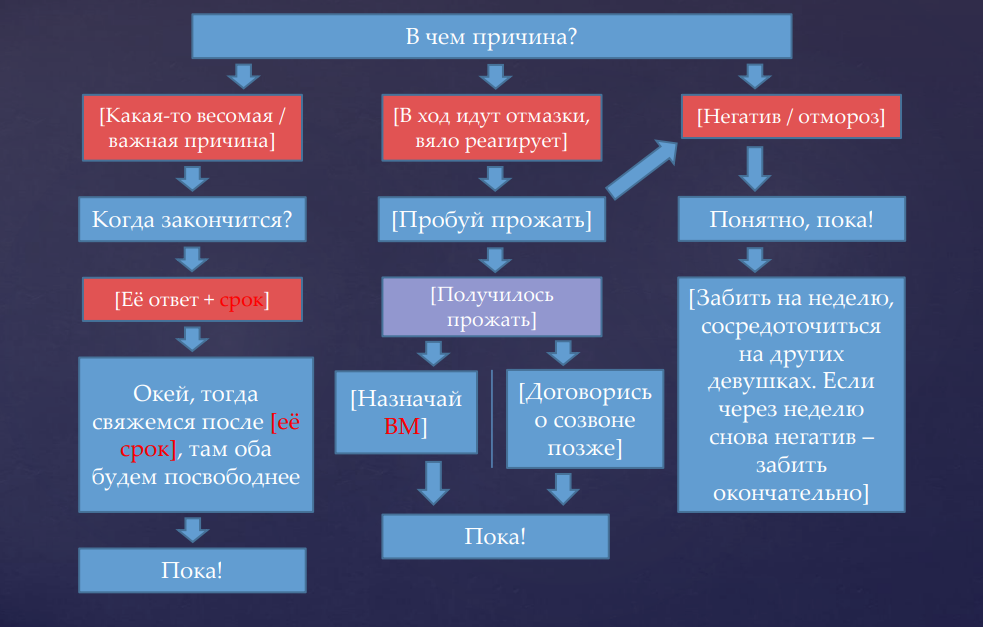 В чем причина?
[Какая-то весомая /
важная причина]
[В ход идут отмазки,
вяло реагирует]
[Негатив / отмороз]
Когда закончится?
[Пробуй прожать]
Понятно, пока!
[Её ответ + срок]
[Получилось
прожать]
[Забить на неделю,
сосредоточиться
на других
девушках. Если
через неделю
снова негатив –
забить
окончательно]
Окей, тогда
свяжемся после [её
срок], там оба
будем посвободнее
[Назначай
ВМ]
[Договорись
о созвоне
позже]
Пока!
Пока!